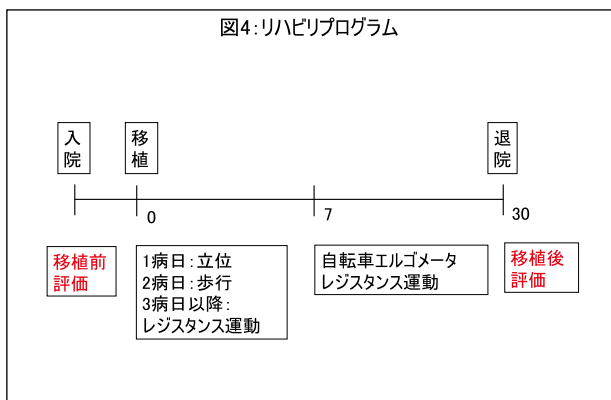 図4:リハビリプログラム
入院
移植
退院
0
7
30
移植前
評価
1病日:立位
2病日:歩行
3病日以降:
レジスタンス運動
自転車エルゴメータ
レジスタンス運動
移植後
評価